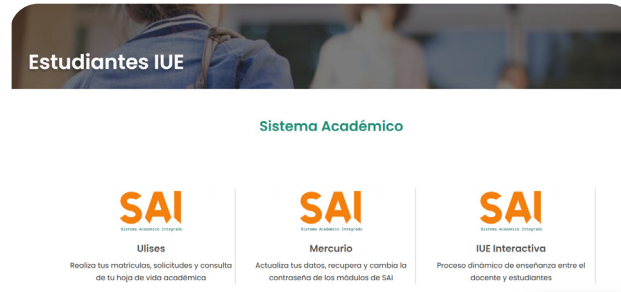 Estudiantes IUE
Sistema Académico
SAI
Sistema Académico Integrado
Ulises
Realiza tus matrículas, solicitudes y consulta
de tu hoja de vida académica
SAI
Sistema Académico Integrado
Mercurio
Actualiza tus datos, recupera y cambia la
contraseña de los módulos de SAI
SAI
Sistema Académico Integrado
IUE Interactiva
Proceso dinámico de enseñanza entre el
docente y estudiantes